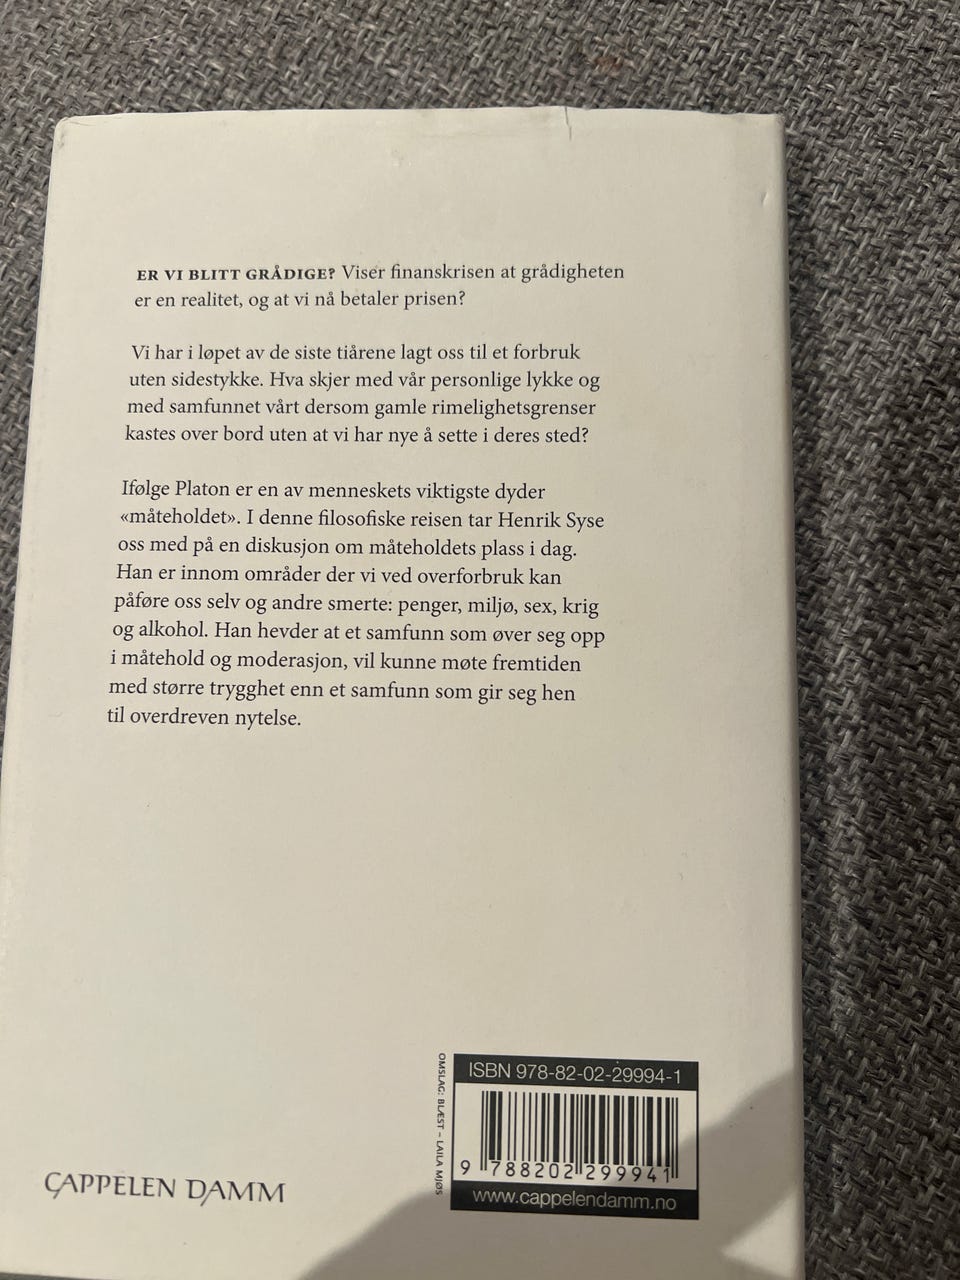 ER VI BLITT GRÅDIGE? Viser finanskrisen at grådigheten
er en realitet, og at vi nå betaler prisen?
Vi har i løpet av de siste tiårene lagt oss til et forbruk
uten sidestykke. Hva skjer med vår personlige lykke og
med samfunnet vårt dersom gamle rimelighetsgrenser
kastes over bord uten at vi har nye å sette i deres sted?
Ifølge Platon er en av menneskets viktigste dyder
«måteholdet». I denne filosofiske reisen tar Henrik Syse
oss med på en diskusjon om måteholdets plass i dag.
Han er innom områder der vi ved overforbruk kan
påføre oss selv og andre smerte: penger, miljø, sex, krig
og alkohol. Han hevder at et samfunn som øver seg opp
i måtehold og moderasjon, vil kunne møte fremtiden
med større trygghet enn et samfunn som gir seg hen
til overdreven nytelse.
OMSLAG: BLÆST – LAILA MJØS
ISBN 978-82-02-29994-1
9 788202 299941
www.cappelendamm.no
CAPPELEN DAMM